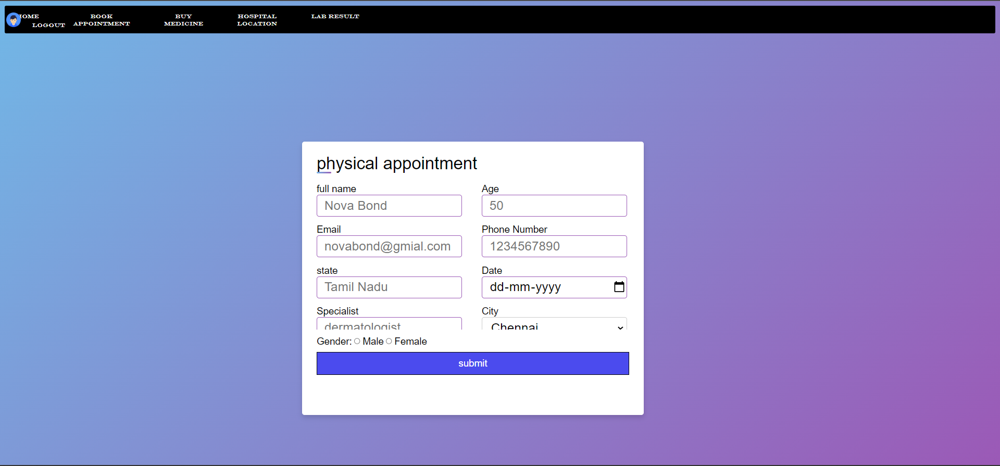 HOME
LOGOUT
BOOK
APPOINTMENT
BUY
MEDICINE
HOSPITAL
LOCATION
LAB RESULT
physical appointment
full name
Age
Nova Bond
50
Email
Phone Number
novabond@gmial.com
1234567890
state
Date
Tamil Nadu
dd-mm-yyyy
Specialist
City
dermatologist
Chennai
Gender: Male Female
submit